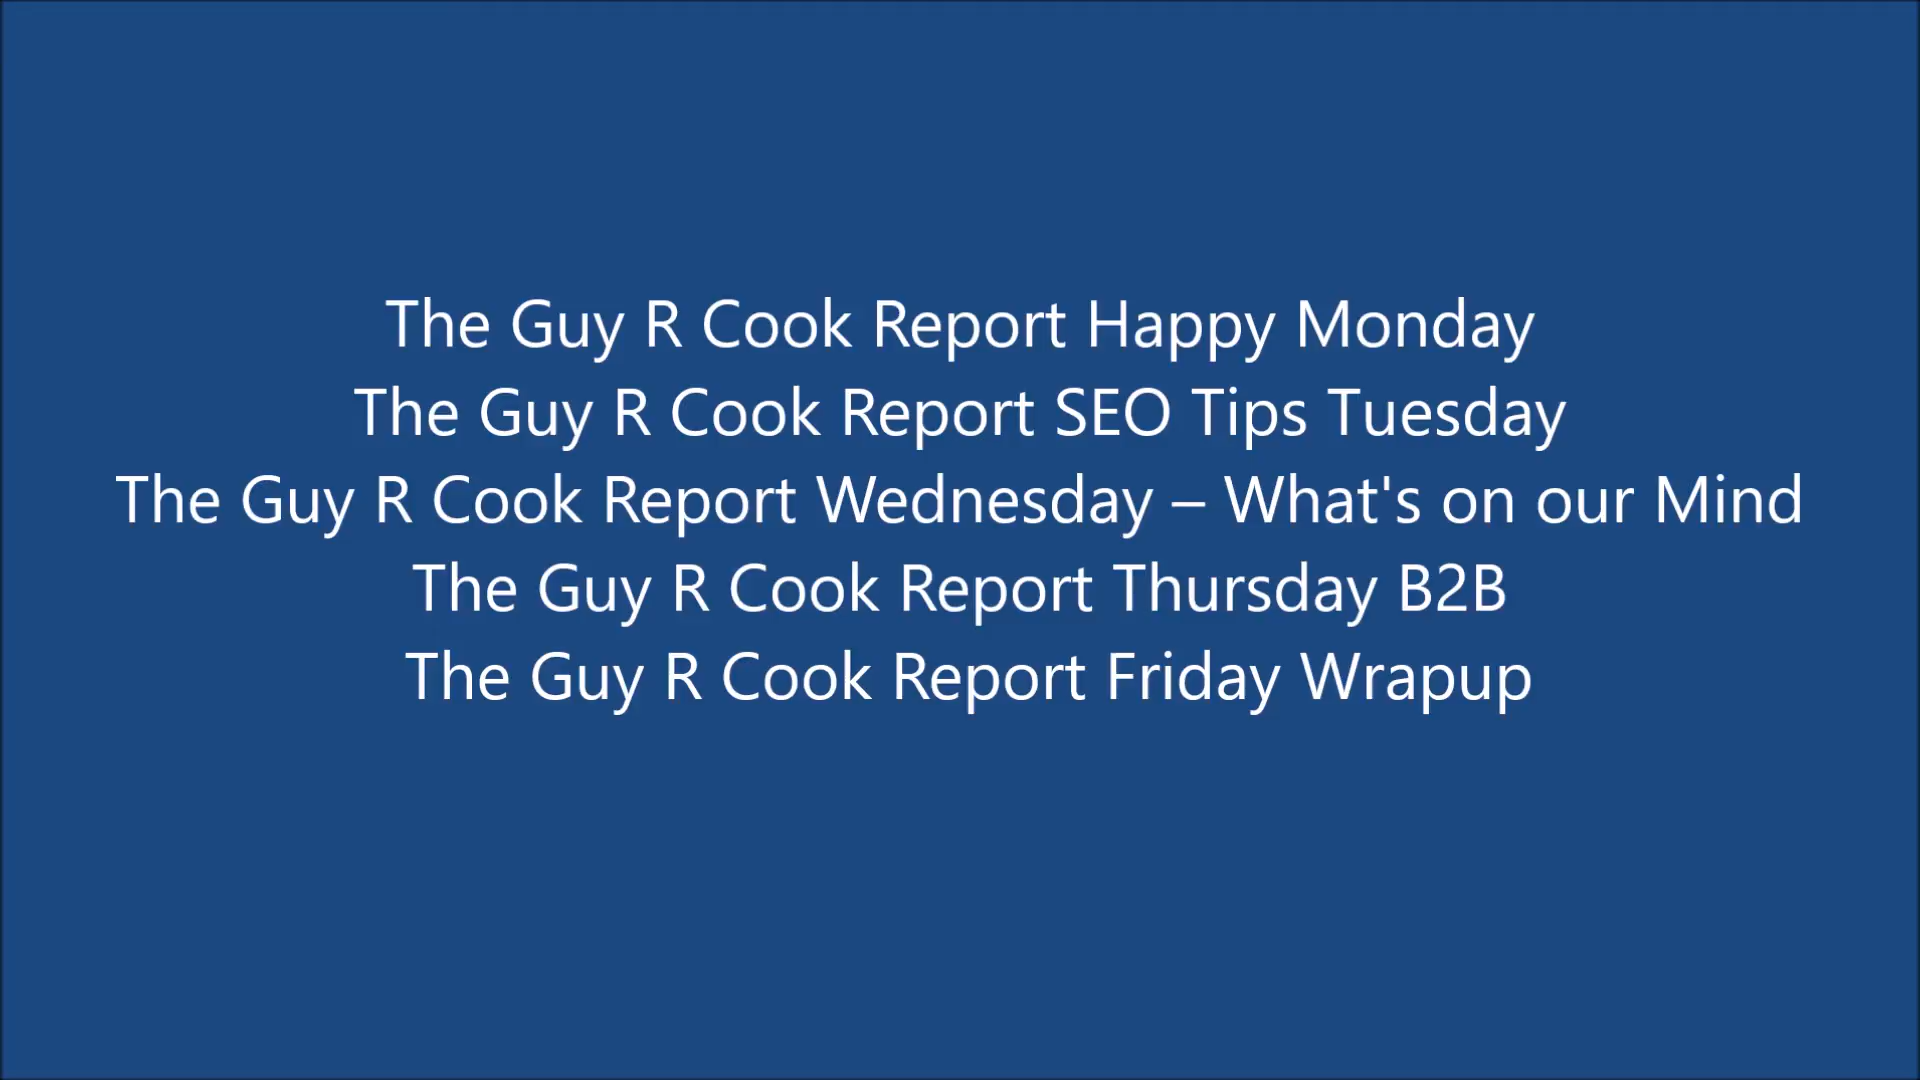 The Guy R Cook Report Happy Monday
The Guy R Cook Report SEO Tips Tuesday
The Guy R Cook Report Wednesday – What's on our Mind
The Guy R Cook Report Thursday B2B
The Guy R Cook Report Friday Wrapup